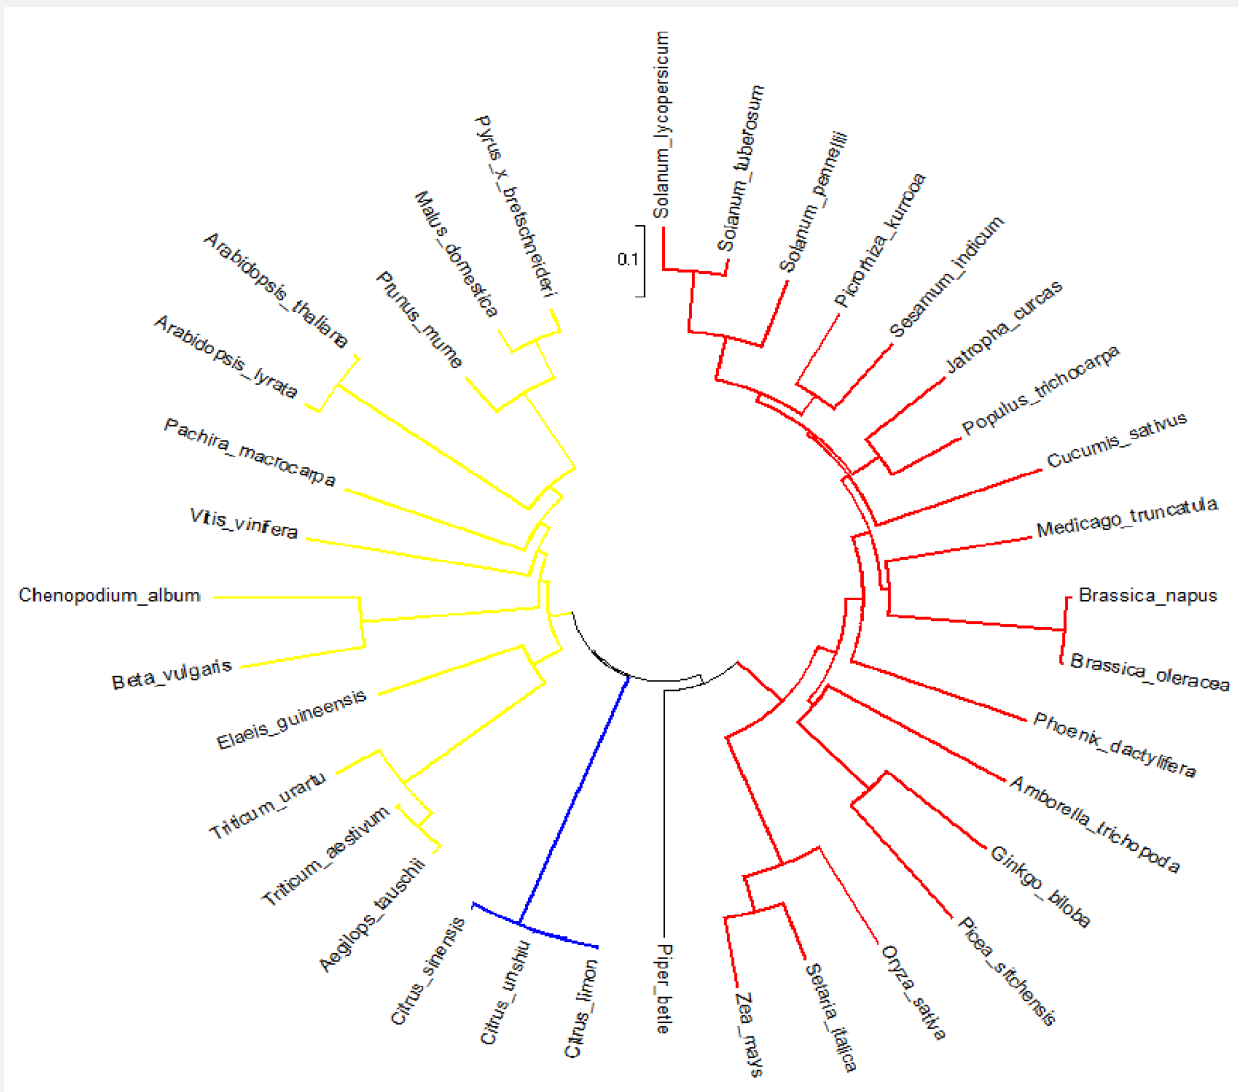 Solanum_lycopersicum
Solanum_tuberosum
Solanum_pennellii
Picrorhiza_kurrooa
Sesamum_indicum
Jatropha_curcas
Populus_trichocarpa
Cucumis_sativus
Medicago_truncatula
Brassica_napus
Brassica_oleracea
Phoenix_dactylifera
Amborella_trichopoda
Ginkgo_biloba
Picea_sitchensis
Oryza_sativa
Setaria_italica
Zea_mays
Piper_betle
Citrus_limon
Citrus_unshiu
Citrus_sinensis
Aegilops_tauschii
Triticum_aestivum
Triticum_urartu
Elaeis_guineensis
Beta_vulgaris
Chenopodium_album
Vitis_vinifera
Pachira_macrocarpa
Arabidopsis_lyrata
Arabidopsis_thaliana
Prunus_mume
Malus_domestica
Pyrus_x_bretschneideri
0.1